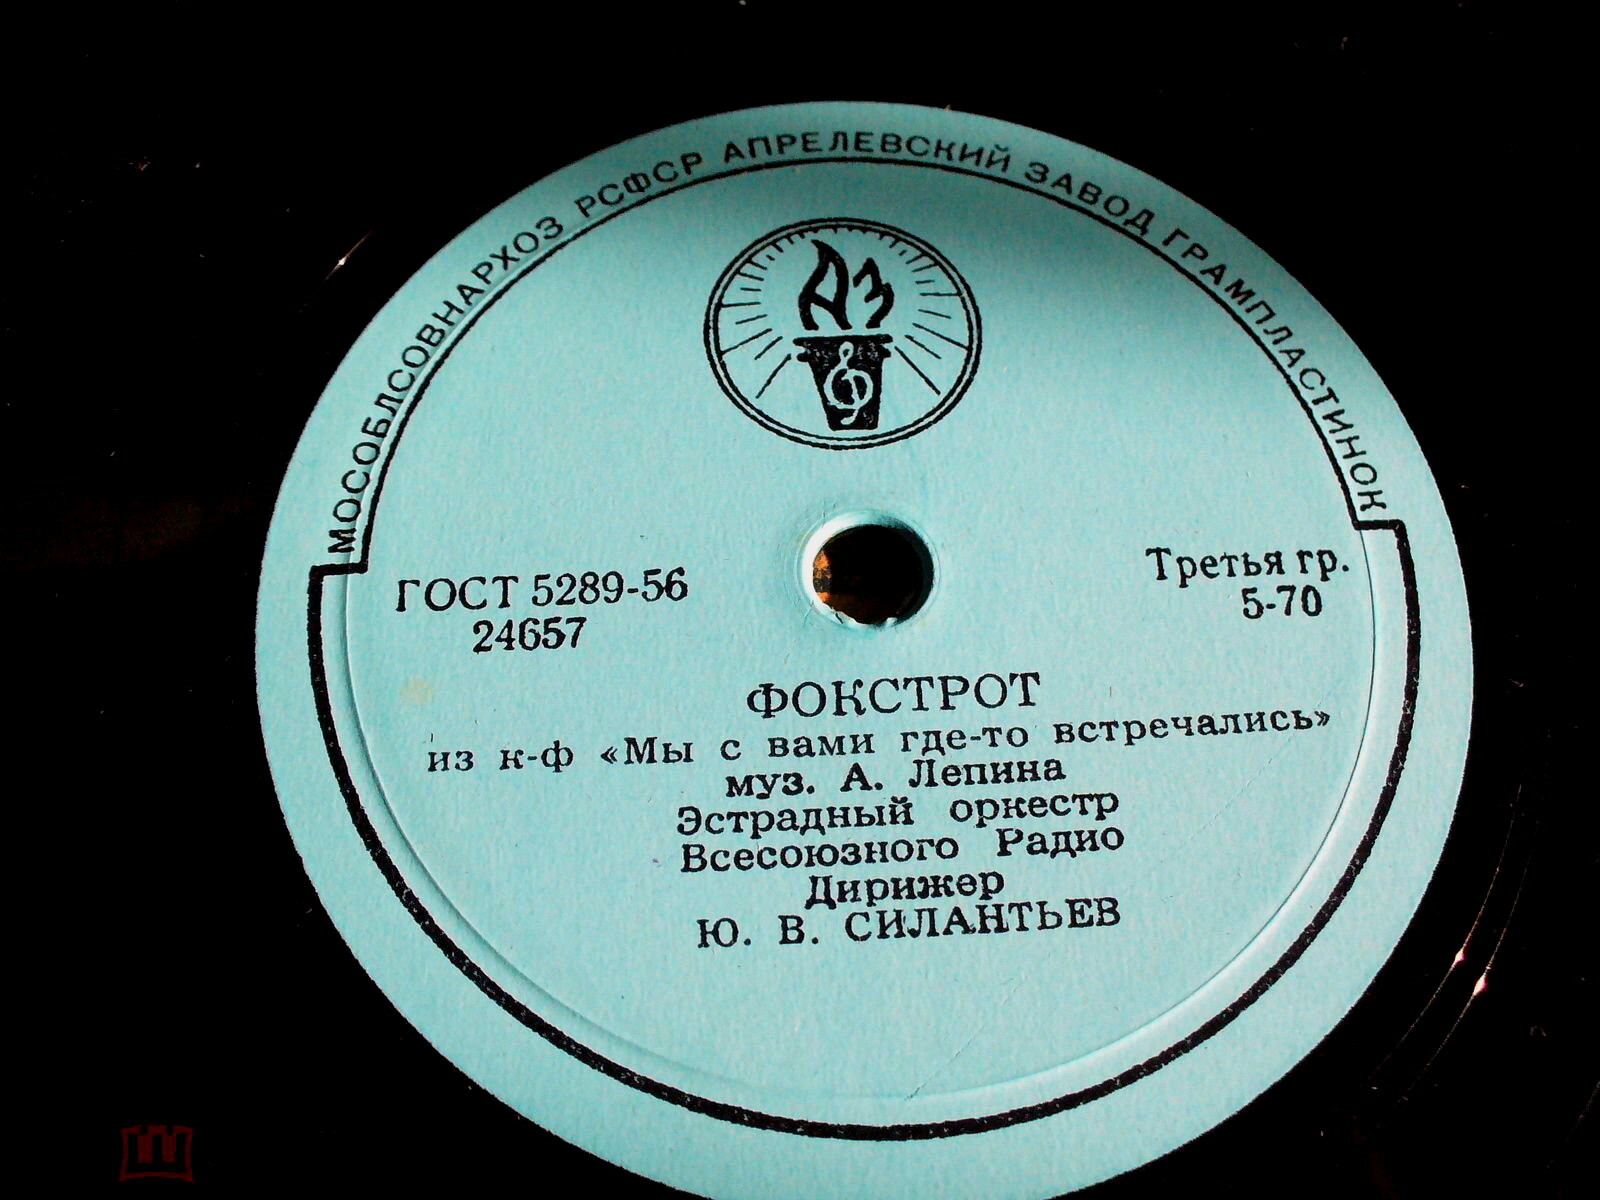 МОСОБЛСОВНАРХОЗ РСФСР АПРЕЛЕВСКИЙ ЗАВОД ГРАМПЛАСТИНОК
АЗ
ГОСТ 5289-56
24657
Третья гр.
5-70
ФОКСТРОТ
из к-ф «Мы с вами где-то встречались»
муз. А. Лепина
Эстрадный оркестр
Всесоюзного Радио
Дирижер
Ю. В. СИЛАНТЬЕВ